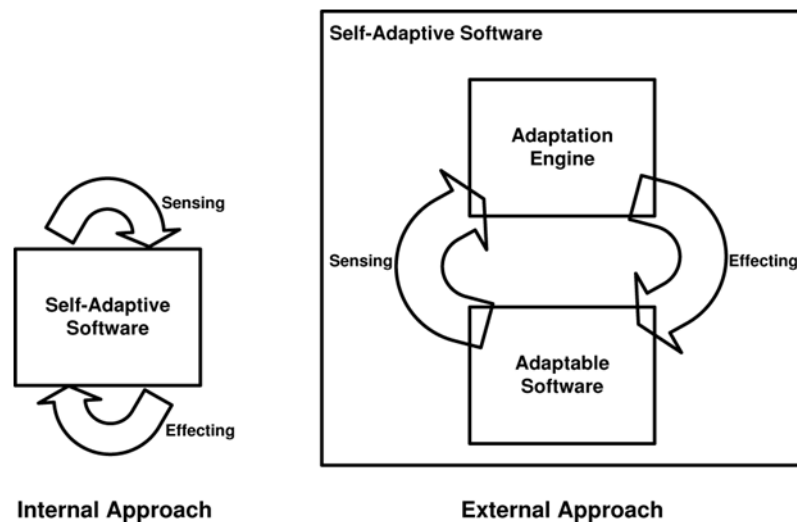 Sensing
Self-Adaptive
Software
Effecting
Internal Approach
Self-Adaptive Software
Adaptation
Engine
Sensing
Effecting
Adaptable
Software
External Approach